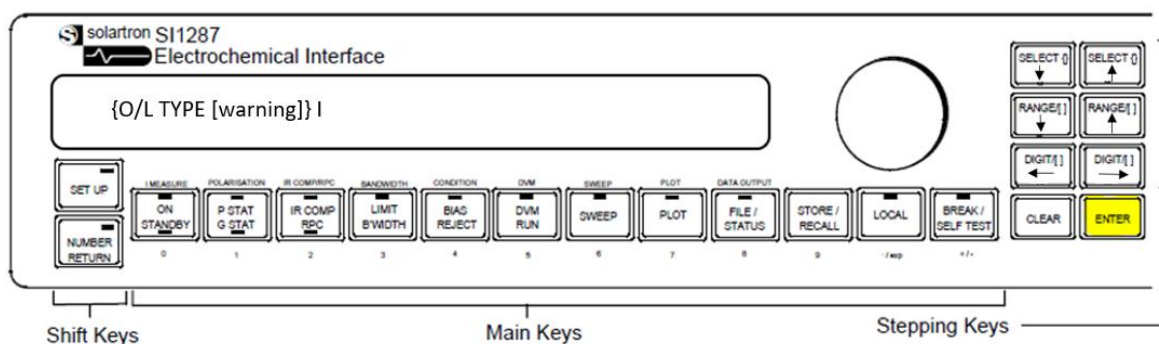 S solartron SI1287
Electrochemical Interface
{O/L TYPE [warning]} I
SELECT {} SELECT {}
RANGE/[ ] RANGE/[ ]
DIGIT/[ ] DIGIT/[ ]
CLEAR ENTER
SET UP
NUMBER
RETURN
I MEASURE POLARISATION IR COMP/RPC BANDWIDTH CONDITION DVM SWEEP PLOT DATA OUTPUT
ON P STAT IR COMP LIMIT BIAS DVM SWEEP PLOT FILE / STORE / LOCAL BREAK /
STANDBY G STAT RPC B'WIDTH REJECT RUN STATUS RECALL SELF TEST
0 1 2 3 4 5 6 7 8 9 - / exp + / -
Shift Keys Main Keys Stepping Keys